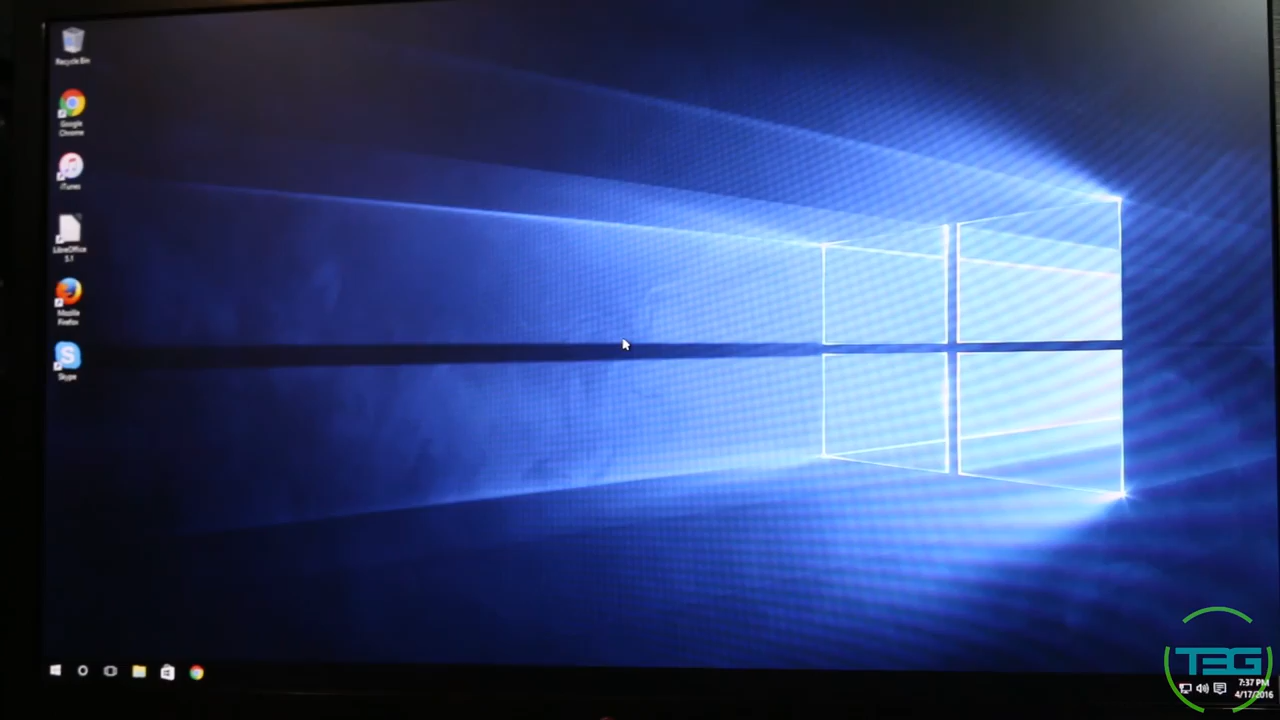 Recycle Bin
Google
Chrome
iTunes
LibreOffice
5.1
Mozilla
Firefox
S
Skype
TEG
7:37 PM
4/17/2016